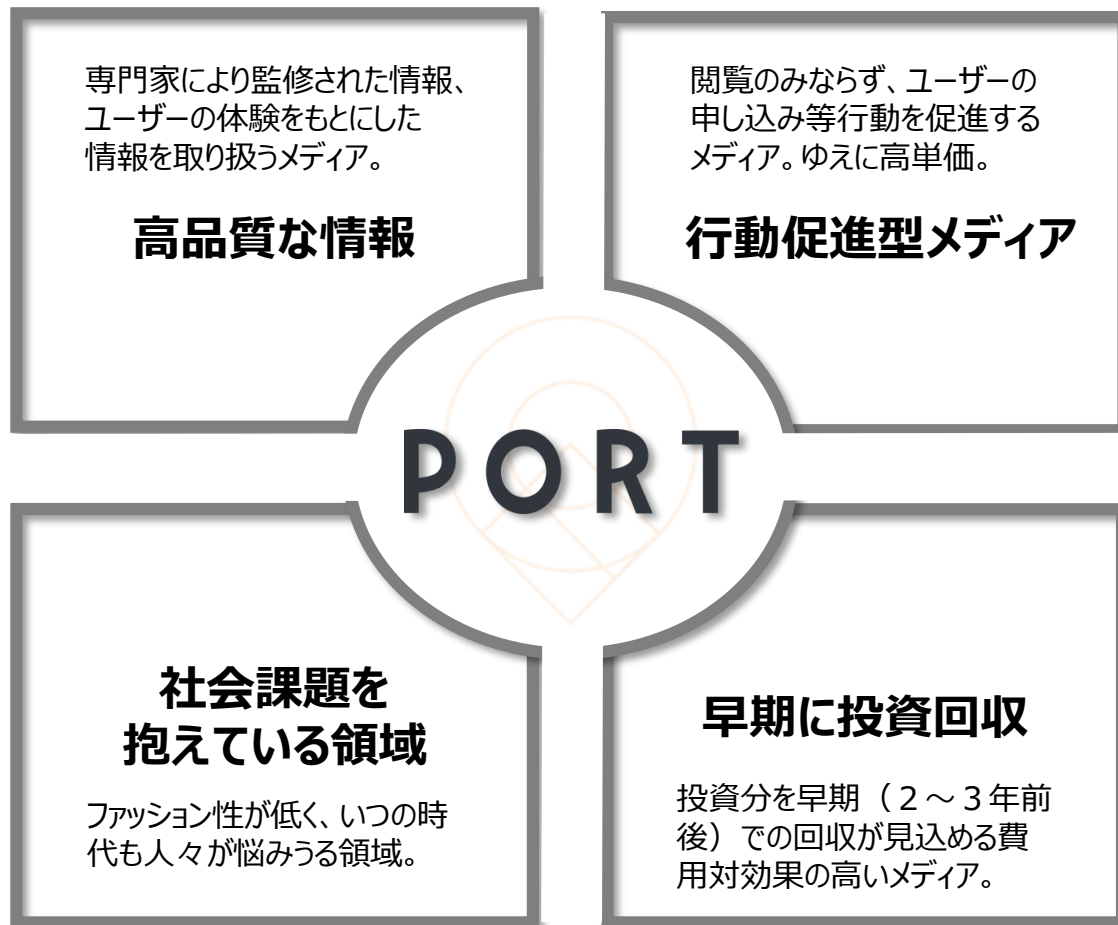 専門家により監修された情報、
ユーザーの体験をもとにした
情報を取り扱うメディア。
高品質な情報
閲覧のみならず、ユーザーの
申し込み等行動を促進する
メディア。ゆえに高単価。
行動促進型メディア
PORT
社会課題を
抱えている領域
ファッション性が低く、いつの時
代も人々が悩みうる領域。
早期に投資回収
投資分を早期（２～３年前
後）での回収が見込める費
用対効果の高いメディア。